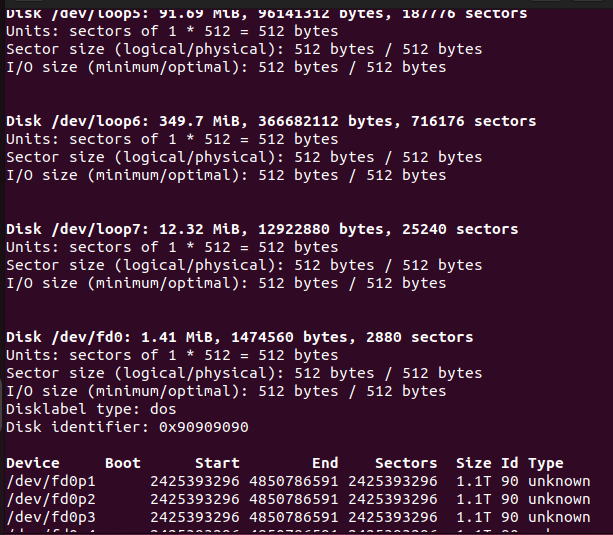 Disk /dev/loop5: 91.69 MiB, 96141312 bytes, 187776 sectors
Units: sectors of 1 * 512 = 512 bytes
Sector size (logical/physical): 512 bytes / 512 bytes
I/O size (minimum/optimal): 512 bytes / 512 bytes
Disk /dev/loop6: 349.7 MiB, 366682112 bytes, 716176 sectors
Units: sectors of 1 * 512 = 512 bytes
Sector size (logical/physical): 512 bytes / 512 bytes
I/O size (minimum/optimal): 512 bytes / 512 bytes
Disk /dev/loop7: 12.32 MiB, 12922880 bytes, 25240 sectors
Units: sectors of 1 * 512 = 512 bytes
Sector size (logical/physical): 512 bytes / 512 bytes
I/O size (minimum/optimal): 512 bytes / 512 bytes
Disk /dev/fd0: 1.41 MiB, 1474560 bytes, 2880 sectors
Units: sectors of 1 * 512 = 512 bytes
Sector size (logical/physical): 512 bytes / 512 bytes
I/O size (minimum/optimal): 512 bytes / 512 bytes
Disklabel type: dos
Disk identifier: 0x90909090
Device Boot Start End Sectors Size Id Type
/dev/fd0p1 2425393296 4850786591 2425393296 1.1T 90 unknown
/dev/fd0p2 2425393296 4850786591 2425393296 1.1T 90 unknown
/dev/fd0p3 2425393296 4850786591 2425393296 1.1T 90 unknown